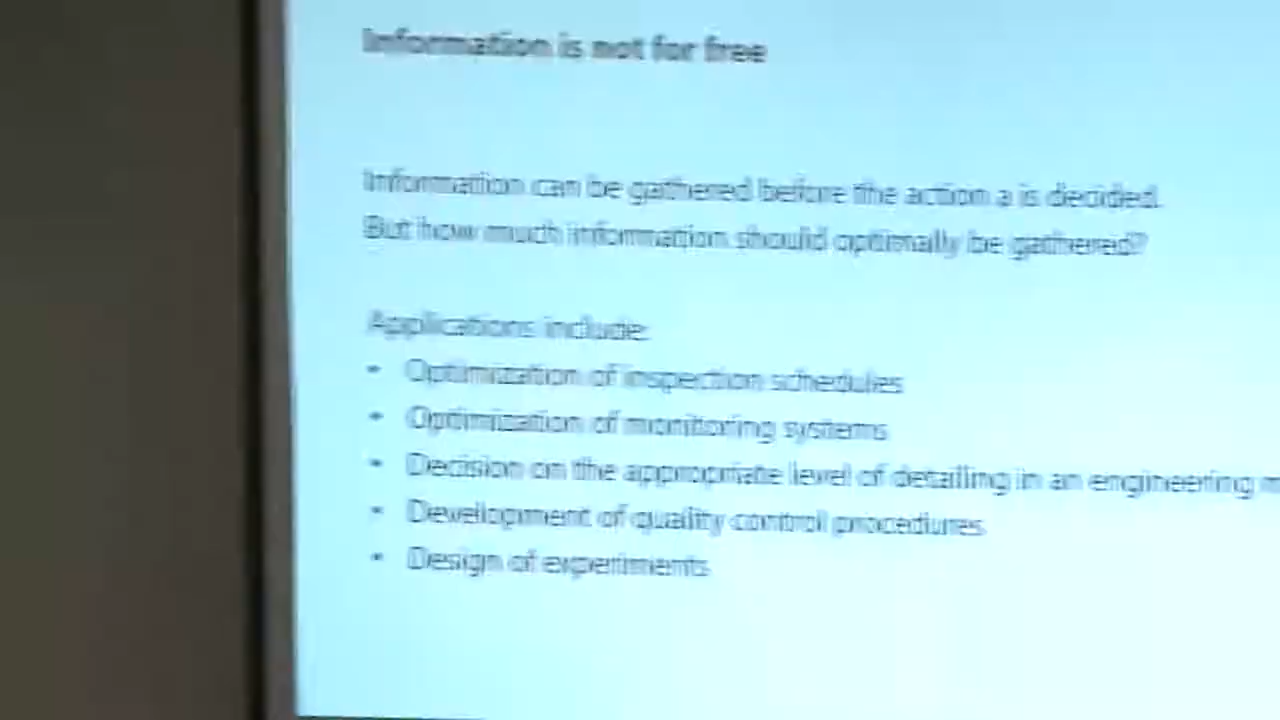 Information is not for free
Information can be gathered before the action a is decided.
But how much information should optimally be gathered?
Applications include:
• Optimization of inspection schedules
• Optimization of monitoring systems
• Decision on the appropriate level of detailing in an engineering
• Development of quality control procedures
• Design of experiments